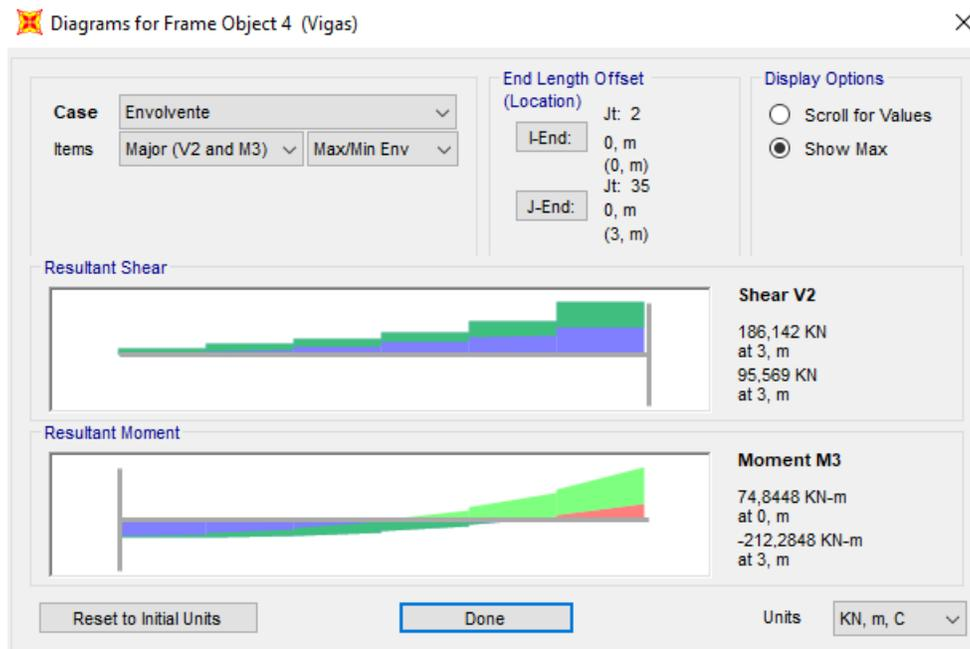 Diagrams for Frame Object 4 (Vigas)
Case
Envolvente
Items
Major (V2 and M3)
Max/Min Env
End Length Offset
(Location)
I-End:
Jt: 2
0, m
(0, m)
J-End:
Jt: 35
0, m
(3, m)
Display Options
Scroll for Values
Show Max
Resultant Shear
Shear V2
186,142 KN
at 3, m
95,569 KN
at 3, m
Resultant Moment
Moment M3
74,8448 KN-m
at 0, m
-212,2848 KN-m
at 3, m
Reset to Initial Units
Done
Units
KN, m, C